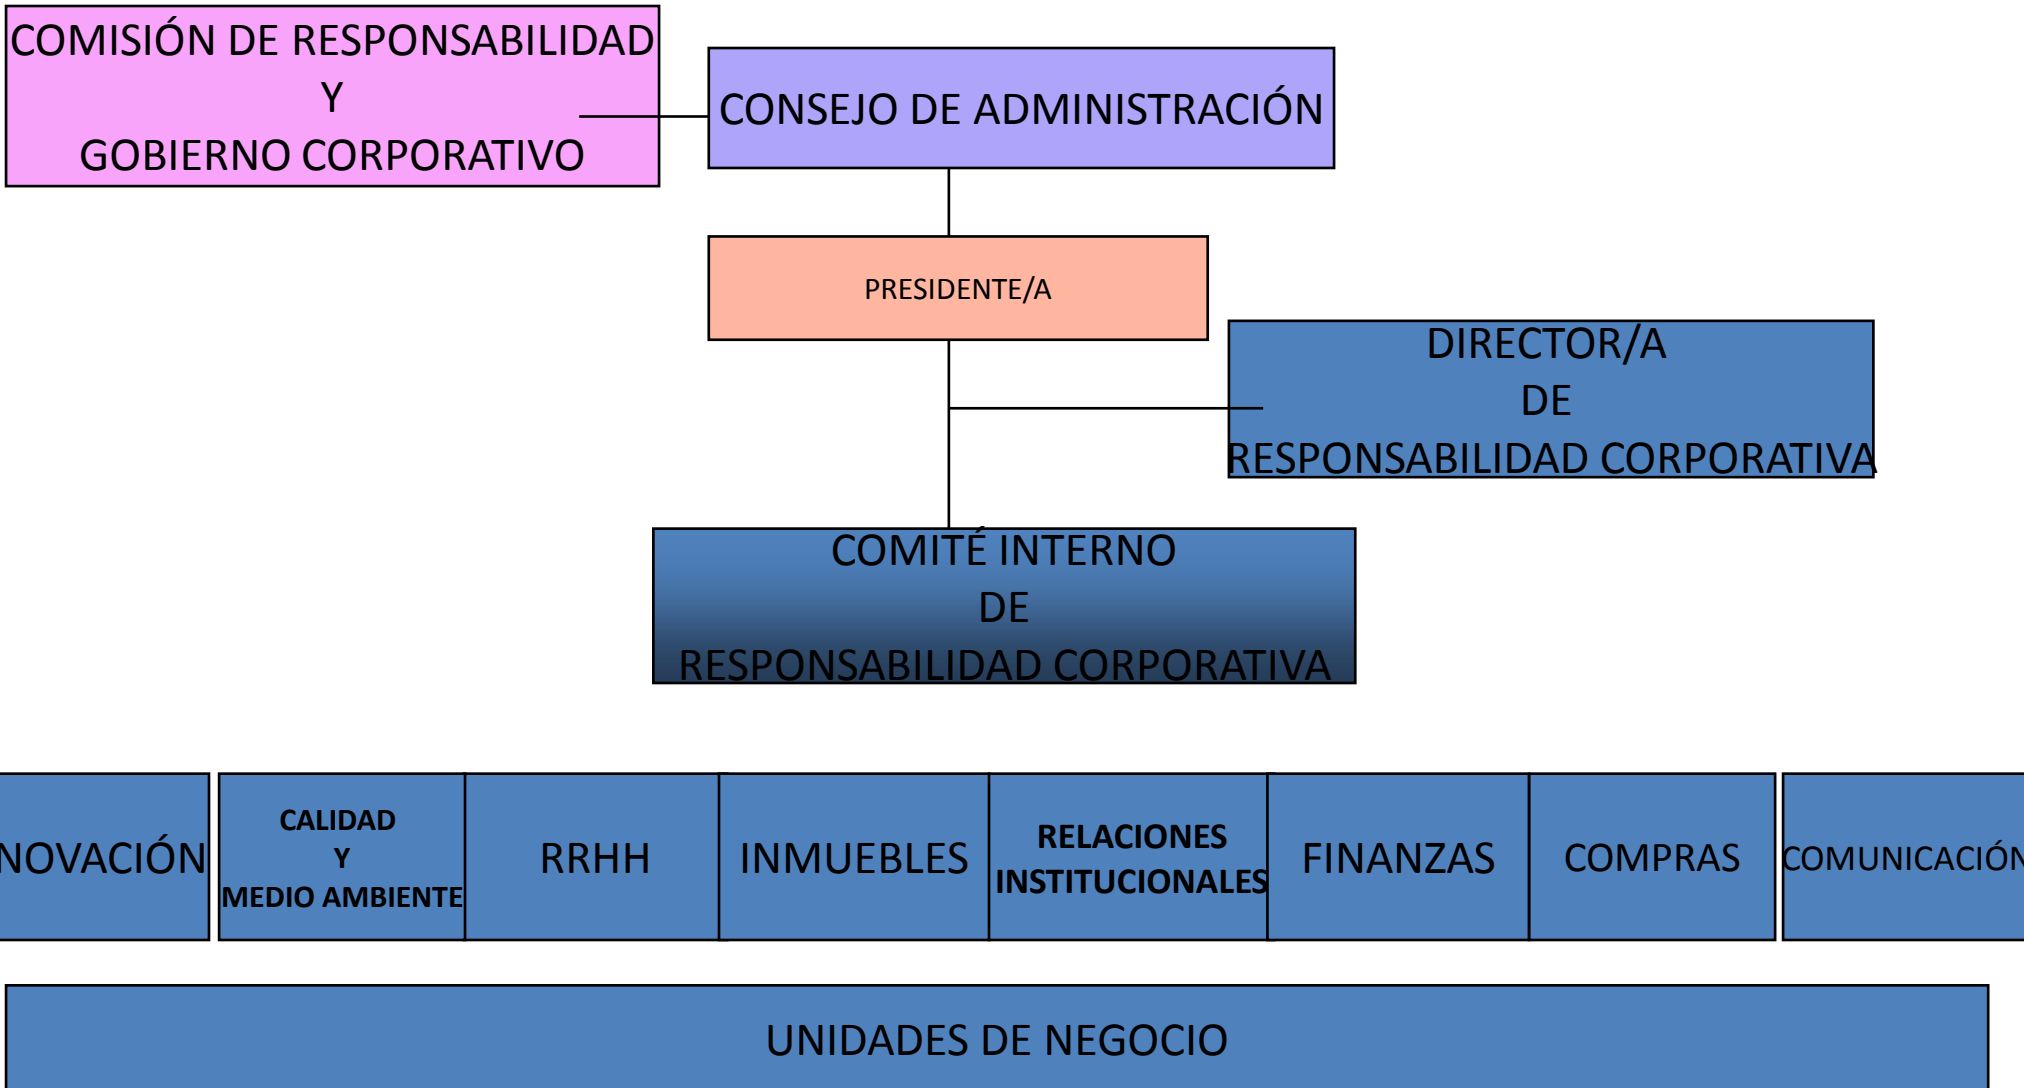 COMISIÓN DE RESPONSABILIDAD
Y
GOBIERNO CORPORATIVO
CONSEJO DE ADMINISTRACIÓN
PRESIDENTE/A
DIRECTOR/A
DE
RESPONSABILIDAD CORPORATIVA
COMITÉ INTERNO
DE
RESPONSABILIDAD CORPORATIVA
NOVACIÓN
CALIDAD
Y
MEDIO AMBIENTE
RRHH
INMUEBLES
RELACIONES
INSTITUCIONALES
FINANZAS
COMPRAS
COMUNICACIÓN
UNIDADES DE NEGOCIO